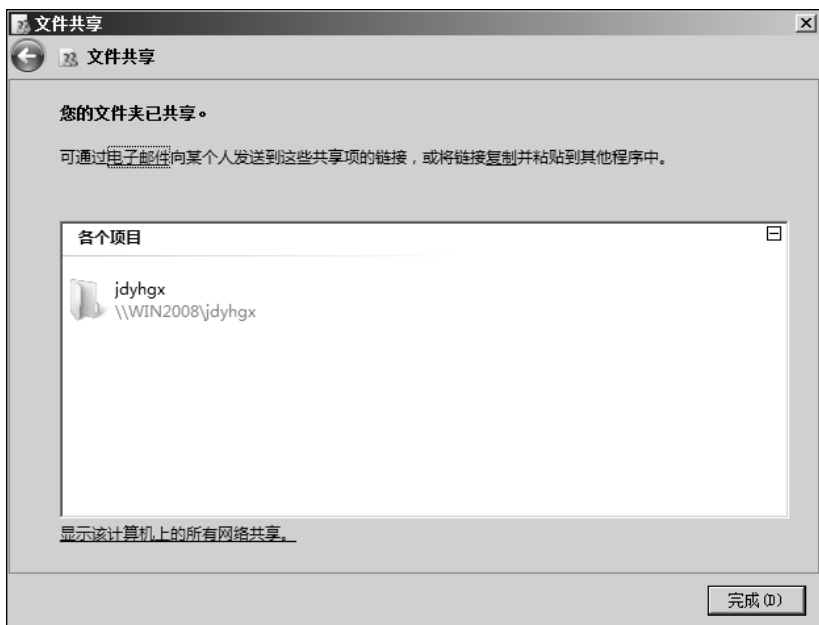 文件共享
文件共享
您的文件夹已共享。
可通过电子邮件向某个人发送到这些共享项的链接，或将链接复制并粘贴到其他程序中。
各个项目
jdyhgx
\\WIN2008\jdyhgx
显示该计算机上的所有网络共享。
完成(D)